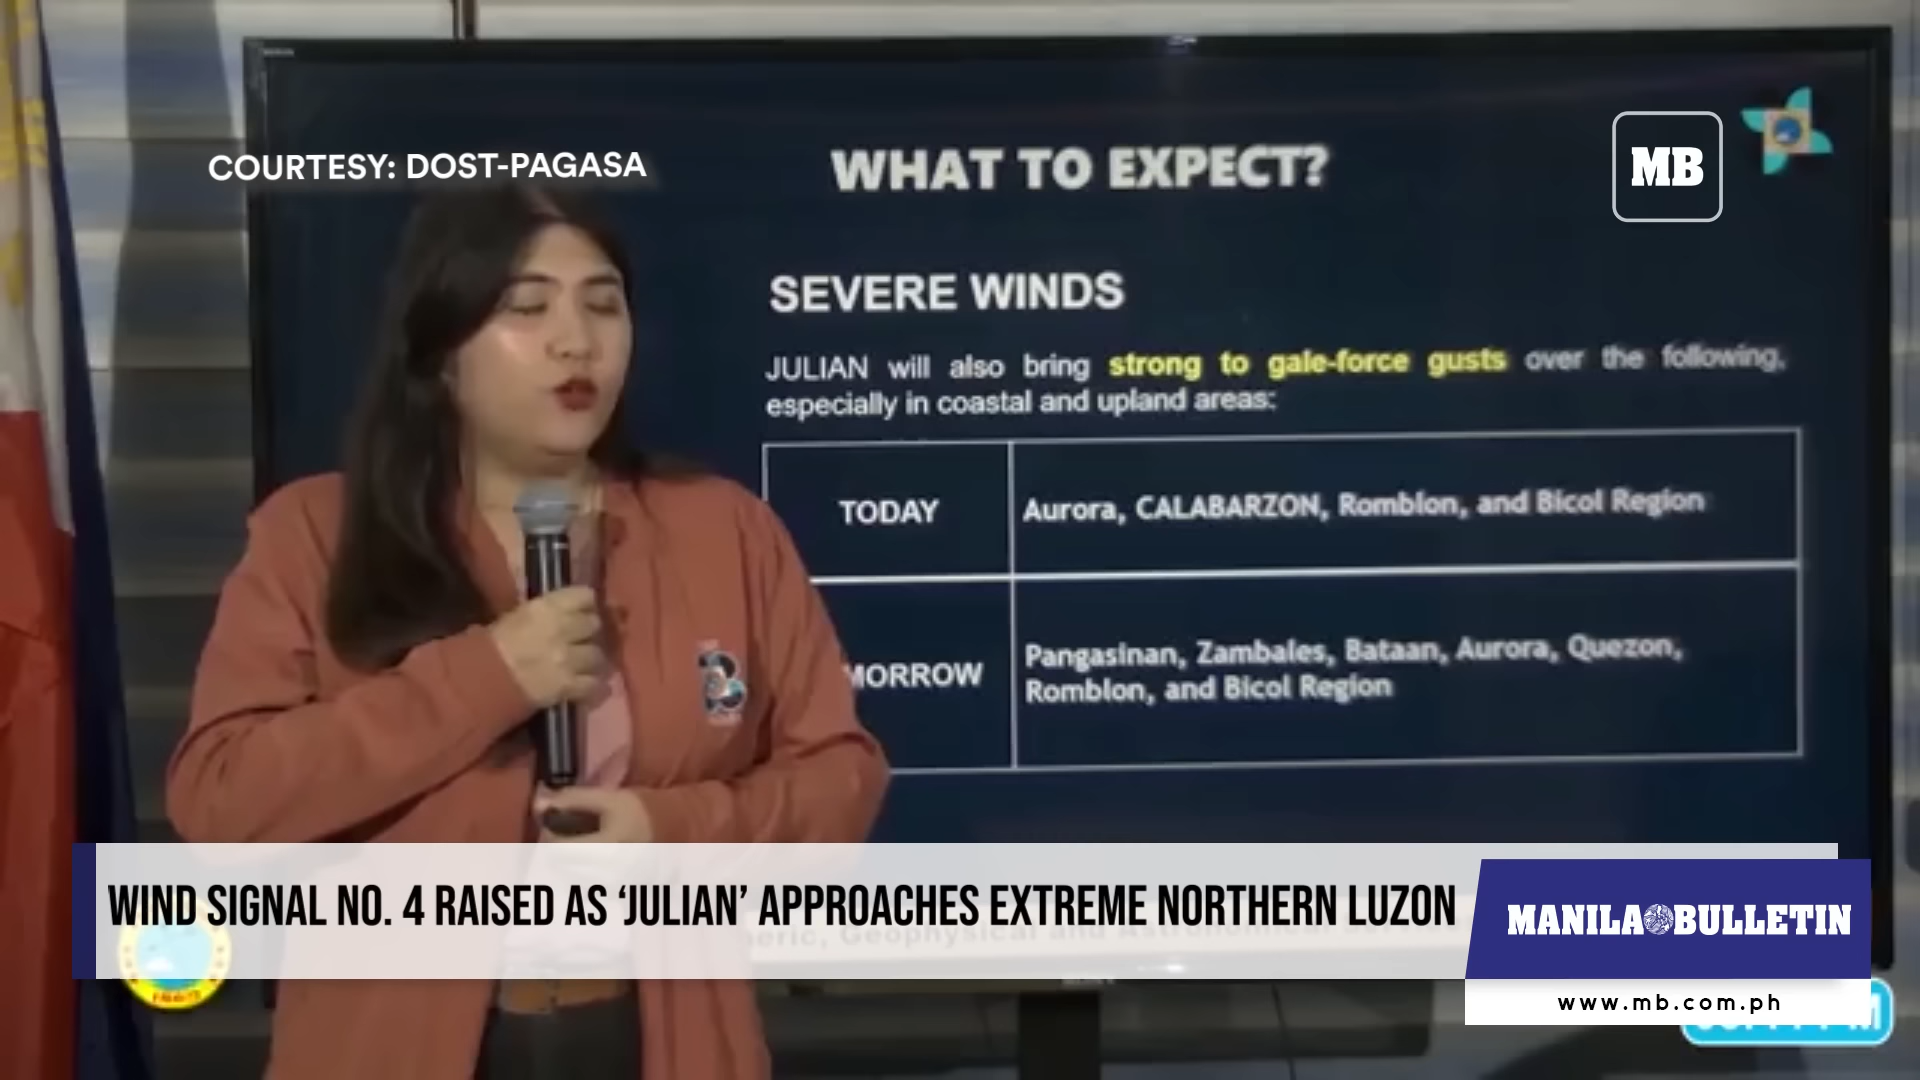 COURTESY: DOST-PAGASA
WHAT TO EXPECT?
MB
SEVERE WINDS
JULIAN will also bring strong to gale-force gusts over the following,
especially in coastal and upland areas:
TODAY
Aurora, CALABARZON, Romblon, and Bicol Region
MORROW
Pangasinan, Zambales, Bataan, Aurora, Quezon,
Romblon, and Bicol Region
WIND SIGNAL NO. 4 RAISED AS ‘JULIAN’ APPROACHES EXTREME NORTHERN LUZON
MANILA BULLETIN
Geophysical and Astronomical
www.mb.com.ph